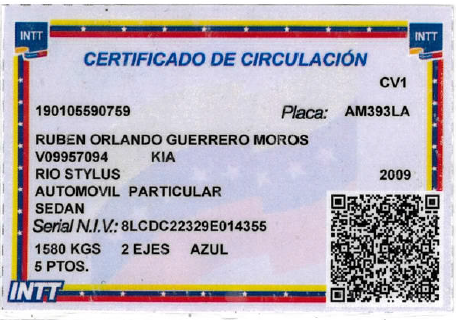 INTT INTT
CERTIFICADO DE CIRCULACIÓN
CV1
190105590759 Placa: AM393LA
RUBEN ORLANDO GUERRERO MOROS
V09957094 KIA
RIO STYLUS 2009
AUTOMOVIL PARTICULAR
SEDAN
Serial N.I.V.: 8LCDC22329E014355
1580 KGS 2 EJES AZUL
5 PTOS.
INTT